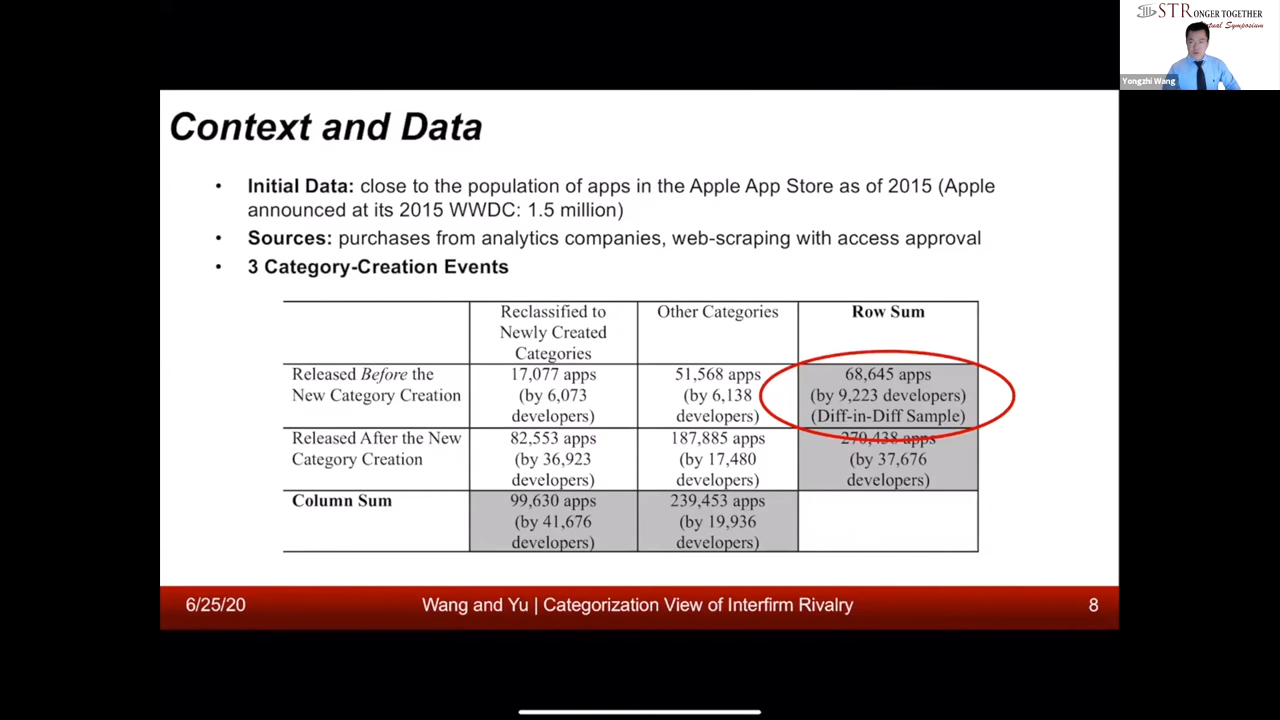 STRONGER TOGETHER
Virtual Symposium
Yongzhi Wang
Context and Data
• Initial Data: close to the population of apps in the Apple App Store as of 2015 (Apple
announced at its 2015 WWDC: 1.5 million)
• Sources: purchases from analytics companies, web-scraping with access approval
• 3 Category-Creation Events
Reclassified to
Newly Created
Categories
Other Categories
Row Sum
Released Before the
New Category Creation
17,077 apps
(by 6,073
developers)
51,568 apps
(by 6,138
developers)
68,645 apps
(by 9,223 developers)
(Diff-in-Diff Sample)
Released After the New
Category Creation
82,553 apps
(by 36,923
developers)
187,885 apps
(by 17,480
developers)
270,438 apps
(by 37,676
developers)
Column Sum
99,630 apps
(by 41,676
developers)
239,453 apps
(by 19,936
developers)
6/25/20
Wang and Yu | Categorization View of Interfirm Rivalry
8